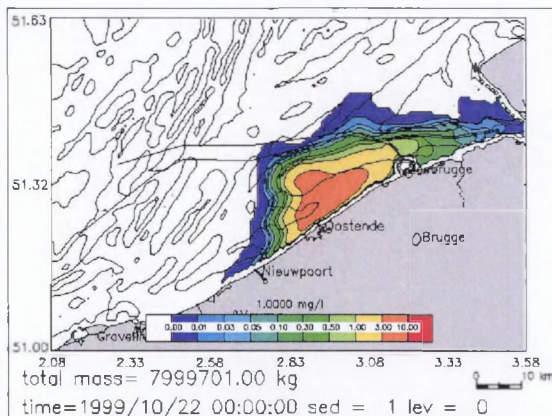 51.63
51.32
Oostende
Brugge
Nieuwpoort
1.0000 mg/l
0.00 0.01 0.03 0.05 0.10 0.30 0.50 1.00 3.00 10.00
51.00
2.08 2.33 2.58 2.83 3.08 3.33 3.58
0 10 km
total mass= 7999701.00 kg
time=1999/10/22 00:00:00 sed = 1 lev = 0